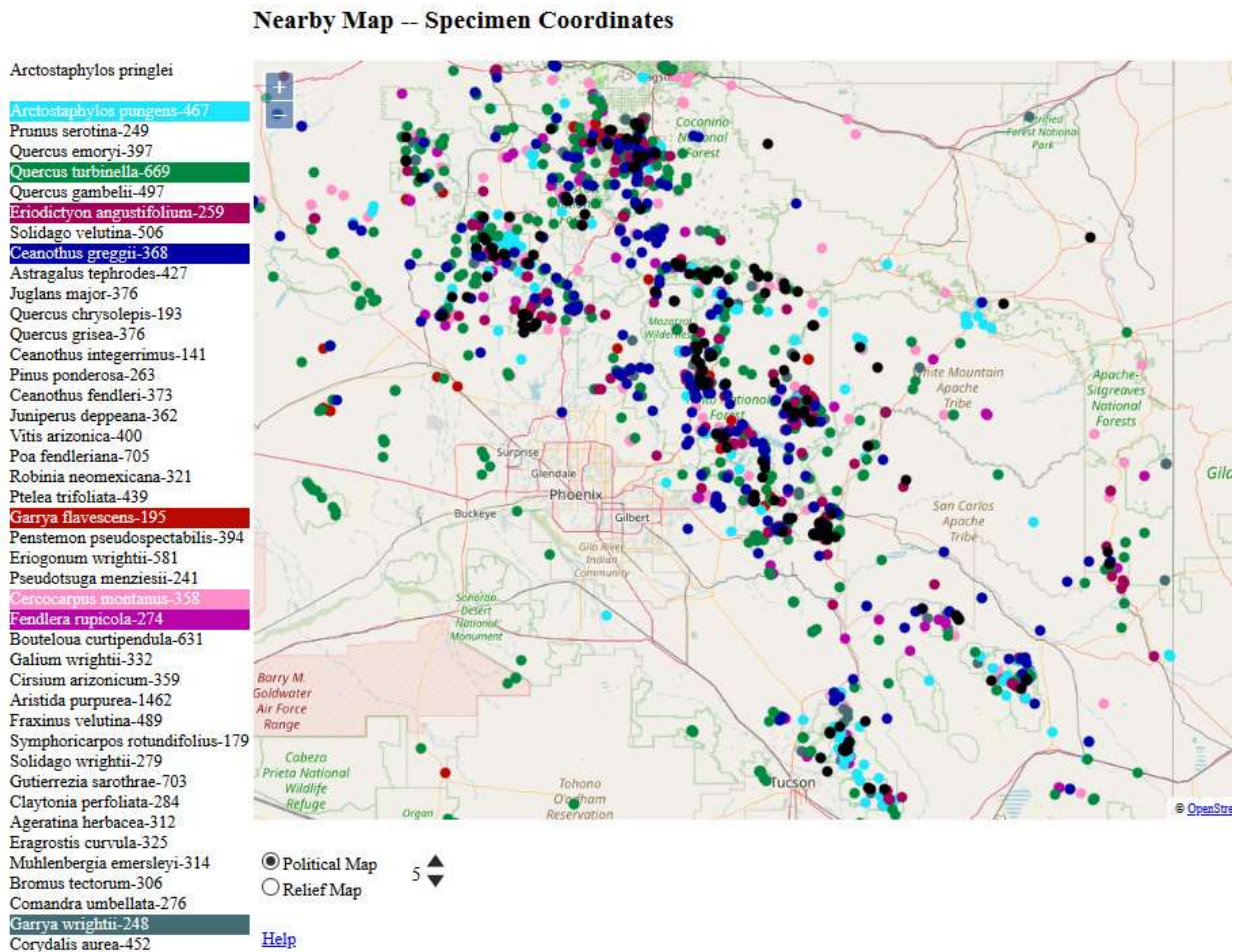 Nearby Map -- Specimen Coordinates
Arctostaphylos pringlei
Arctostaphylos pungens-467
Prunus serotina-249
Quercus emoryi-397
Quercus turbinella-669
Quercus gambelii-497
Eriodictyon angustifolium-259
Solidago velutina-506
Ceanothus greggii-368
Astragalus tephrodes-427
Juglans major-376
Quercus chrysolepis-193
Quercus grisea-376
Ceanothus integerrimus-141
Pinus ponderosa-263
Ceanothus fendleri-373
Juniperus deppeana-362
Vitis arizonica-400
Poa fendleriana-705
Robinia neomexicana-321
Ptelea trifoliata-439
Garrya flavescens-195
Penstemon pseudospectabilis-394
Eriogonum wrightii-581
Pseudotsuga menziesii-241
Cercocarpus montanus-358
Fendlera rupicola-274
Bouteloua curtipendula-631
Galium wrightii-332
Cirsium arizonicum-359
Aristida purpurea-1462
Fraxinus velutina-489
Symphoricarpos rotundifolius-179
Solidago wrightii-279
Gutierrezia sarothrae-703
Claytonia perfoliata-284
Ageratina herbacea-312
Eragrostis curvula-325
Muhlenbergia emersleyi-314
Bromus tectorum-306
Comandra umbellata-276
Garrya wrightii-248
Corydalis aurea-452
+
Coconino
National
Forest
Forest National
Park
Mazatzal
Wilderness
National
Forest
White Mountain
Apache
Tribe
Apache-
Sitgreaves
National
Forests
Surprise
Glendale
Phoenix
Buckeye
Gilbert
Gila River
Indian
Community
San Carlos
Apache
Tribe
Gila
Sonoran
Desert
National
Monument
Barry M.
Goldwater
Air Force
Range
Cabeza
Prieta National
Wildlife
Refuge
Organ
Tohono
O'odham
Reservation
Tucson
© OpenStre
Political Map
5
Relief Map
Help